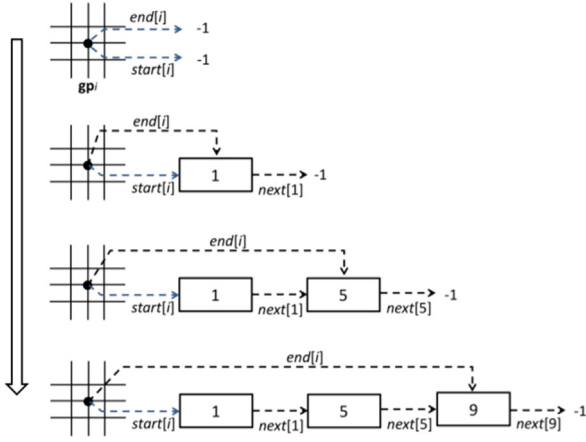 end[i] -1
start[i] -1
gpi
end[i]
start[i] 1 next[1] -1
end[i]
start[i] 1 next[1] 5 next[5] -1
end[i]
start[i] 1 next[1] 5 next[5] 9 next[9] -1